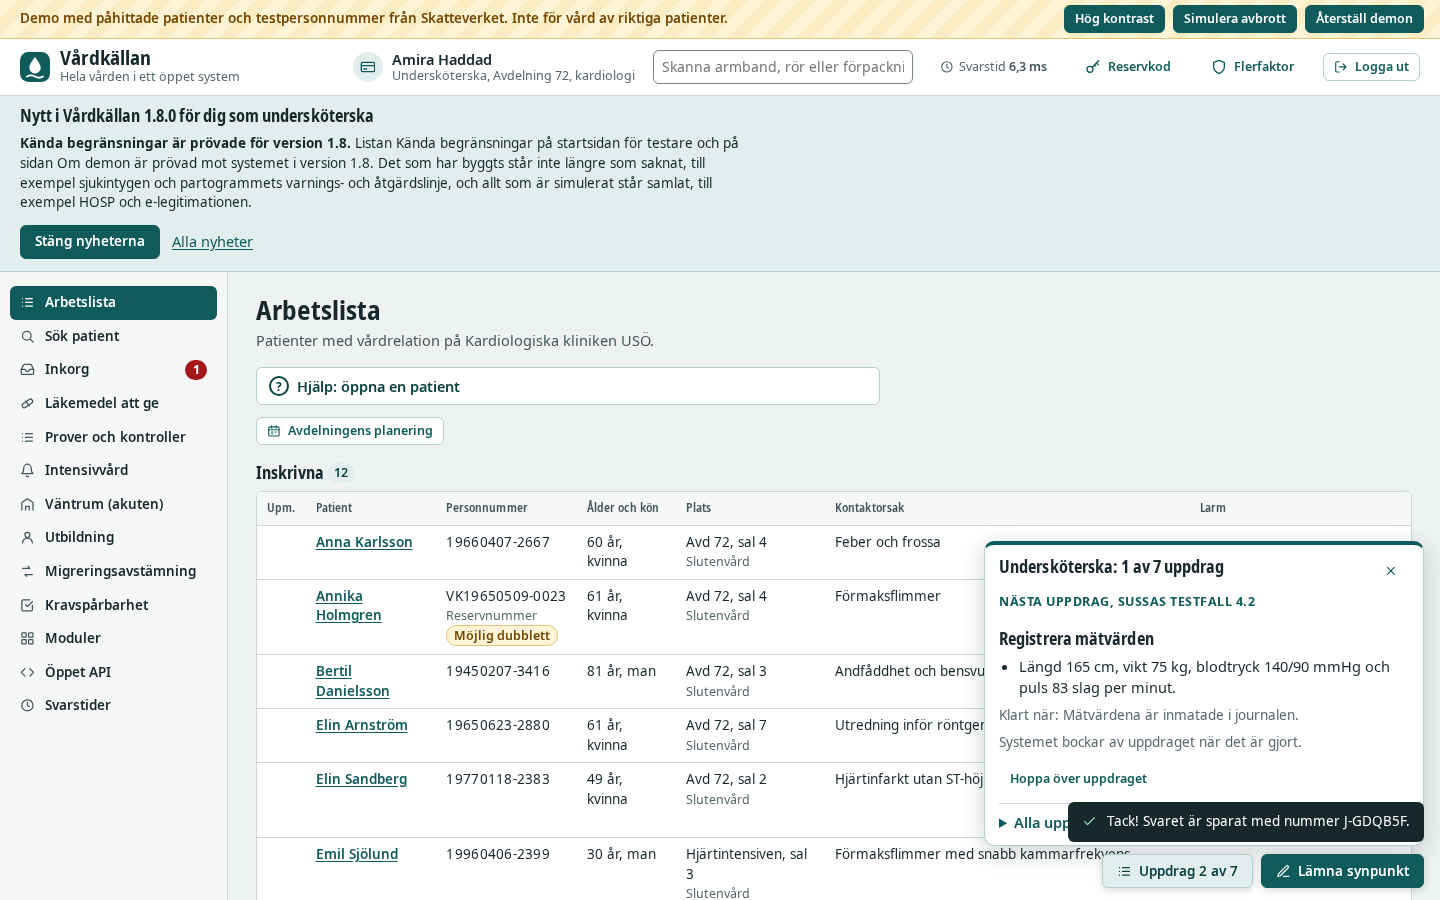 Demo med påhittade patienter och testpersonnummer från Skatteverket. Inte för vård av riktiga patienter.
Hög kontrast
Simulera avbrott
Återställ demon
Vårdkällan
Hela vården i ett öppet system
Amira Haddad
Undersköterska, Avdelning 72, kardiologi
Skanna armband, rör eller förpackni
Svarstid 6,3 ms
Reservkod
Flerfaktor
Logga ut
Nytt i Vårdkällan 1.8.0 för dig som undersköterska
Kända begränsningar är prövade för version 1.8. Listan Kända begränsningar på startsidan för testare och på
sidan Om demon är prövad mot systemet i version 1.8. Det som har byggts står inte längre som saknat, till
exempel sjukintygen och partogrammets varnings- och åtgärdslinje, och allt som är simulerat står samlat, till
exempel HOSP och e-legitimationen.
Stäng nyheterna
Alla nyheter
Arbetslista
Sök patient
Inkorg
1
Läkemedel att ge
Prover och kontroller
Intensivvård
Väntrum (akuten)
Utbildning
Migreringsavstämning
Kravspårbarhet
Moduler
Öppet API
Svarstider
Arbetslista
Patienter med vårdrelation på Kardiologiska kliniken USÖ.
? Hjälp: öppna en patient
Avdelningens planering
Inskrivna 12
Upm. Patient Personnummer Ålder och kön Plats Kontaktorsak Larm
Anna Karlsson 19660407-2667 60 år, Avd 72, sal 4 Feber och frossa
kvinna Slutenvård
Annika VK19650509-0023 61 år, Avd 72, sal 4 Förmaksflimmer
Holmgren Reservnummer kvinna Slutenvård
Möjlig dubblett
Bertil 19450207-3416 81 år, man Avd 72, sal 3 Andfåddhet och bensvu
Danielsson Slutenvård
Elin Arnström 19650623-2880 61 år, Avd 72, sal 7 Utredning inför röntgen
kvinna Slutenvård
Elin Sandberg 19770118-2383 49 år, Avd 72, sal 2 Hjärtinfarkt utan ST-höj
kvinna Slutenvård
Emil Sjölund 19960406-2399 30 år, man Hjärtintensiven, sal Förmaksflimmer med snabb kammarfrekvens
3
Slutenvård
Undersköterska: 1 av 7 uppdrag
NÄSTA UPPDRAG, SUSSAS TESTFALL 4.2
Registrera mätvärden
• Längd 165 cm, vikt 75 kg, blodtryck 140/90 mmHg och
puls 83 slag per minut.
Klart när: Mätvärdena är inmatade i journalen.
Systemet bockar av uppdraget när det är gjort.
Hoppa över uppdraget
Alla upp
Tack! Svaret är sparat med nummer J-GDQB5F.
Uppdrag 2 av 7
Lämna synpunkt